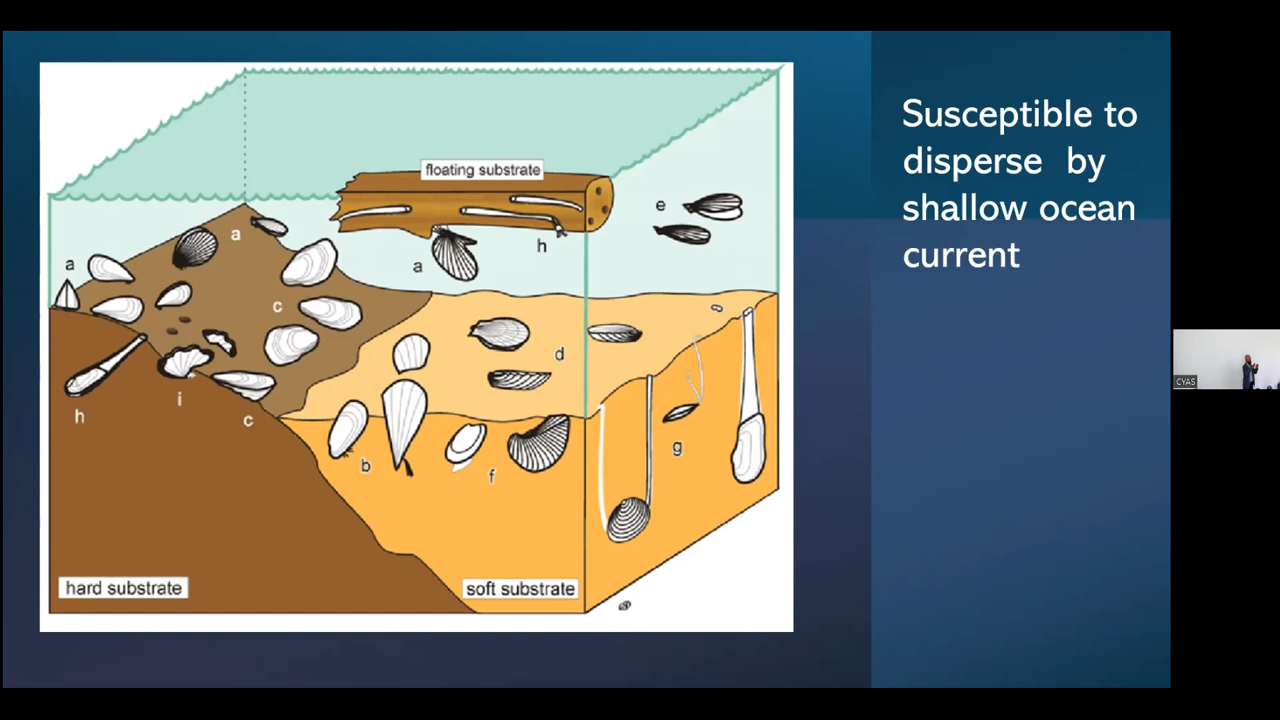 floating substrate
a
e
a
a
h
c
d
h
i
c
b
f
g
hard substrate
soft substrate
Susceptible to
disperse by
shallow ocean
current
CYAS